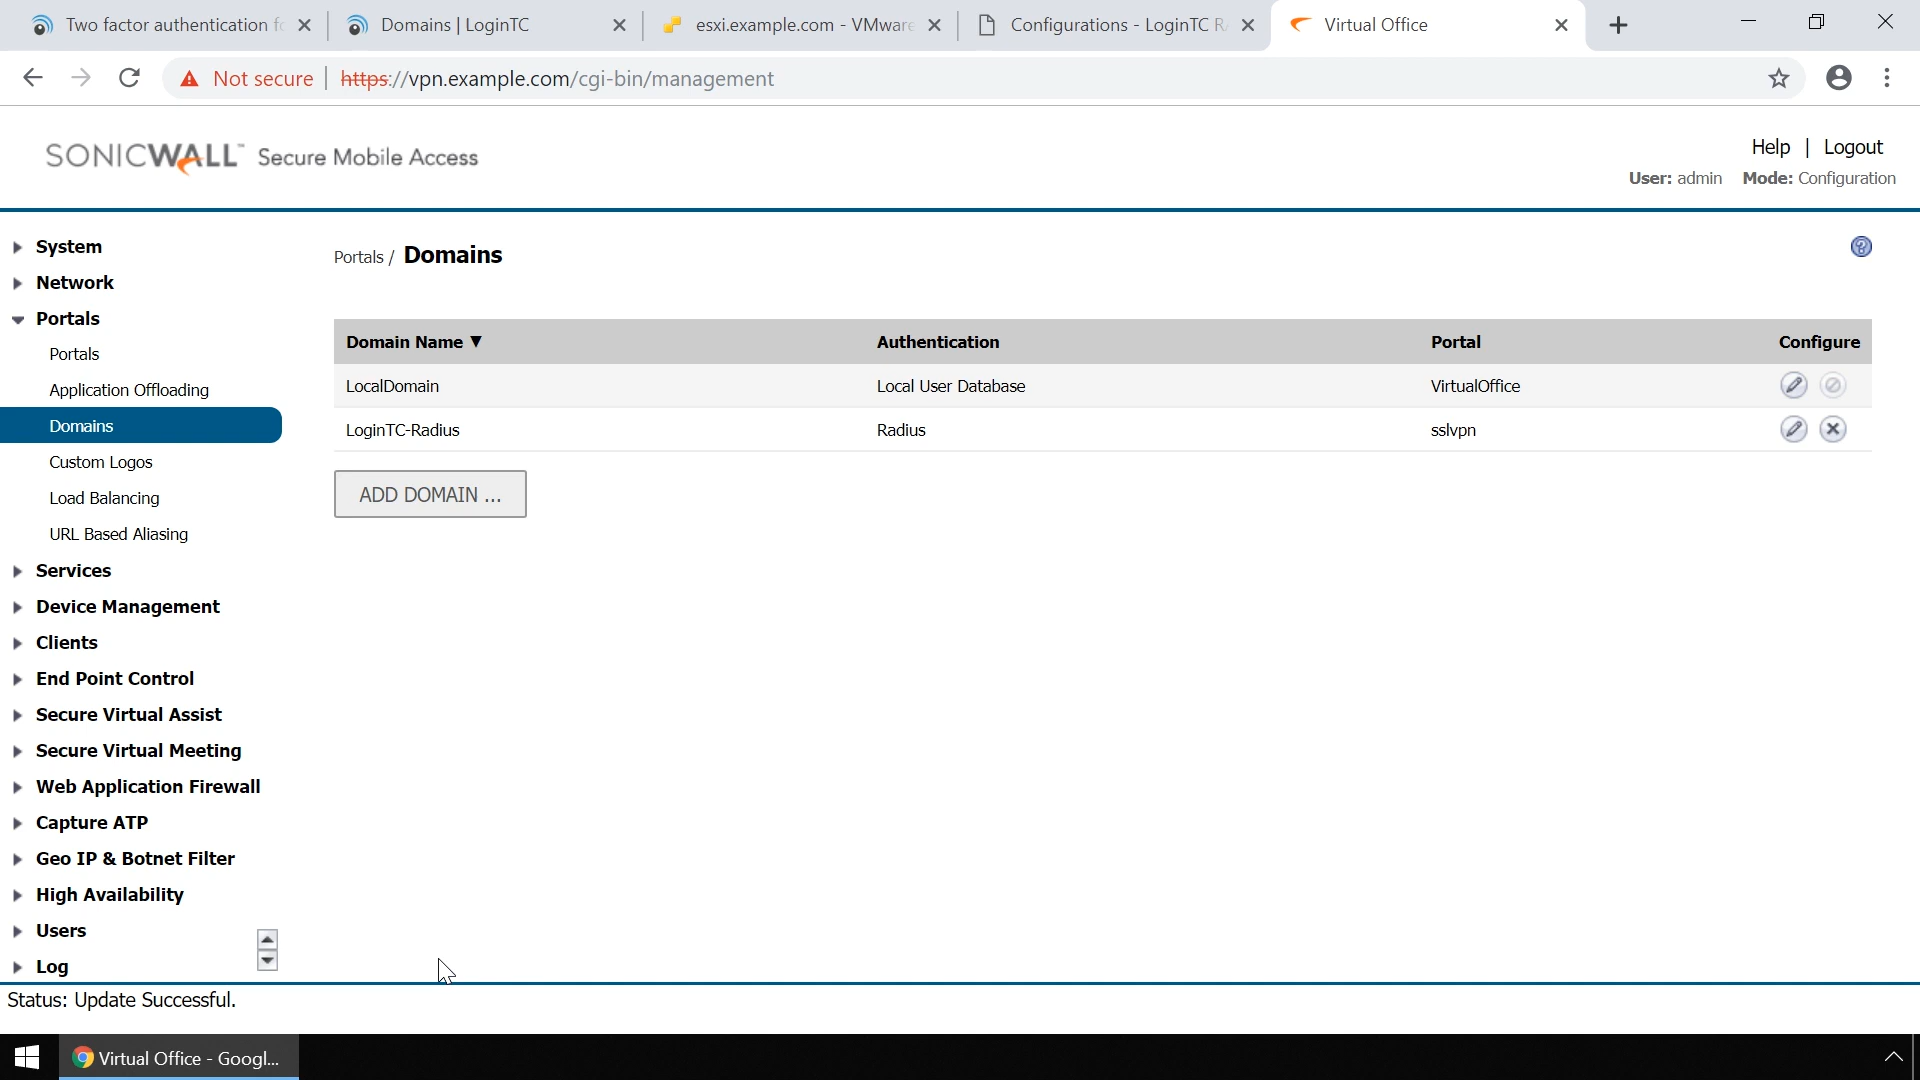 Two factor authentication f
Domains | LoginTC
esxi.example.com - VMware
Configurations - LoginTC R
Virtual Office
Not secure
https://vpn.example.com/cgi-bin/management
SONICWALL™ Secure Mobile Access
Help | Logout
User: admin Mode: Configuration
System
Network
Portals
Portals
Application Offloading
Domains
Custom Logos
Load Balancing
URL Based Aliasing
Services
Device Management
Clients
End Point Control
Secure Virtual Assist
Secure Virtual Meeting
Web Application Firewall
Capture ATP
Geo IP & Botnet Filter
High Availability
Users
Log
Portals / Domains
Domain Name ▼ Authentication Portal Configure
LocalDomain Local User Database VirtualOffice
LoginTC-Radius Radius sslvpn
ADD DOMAIN ...
Status: Update Successful.
Virtual Office - Googl...